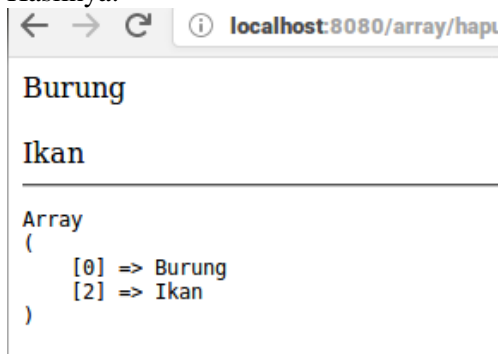 localhost:8080/array/hapu
Burung
Ikan
Array
(
[0] => Burung
[2] => Ikan
)